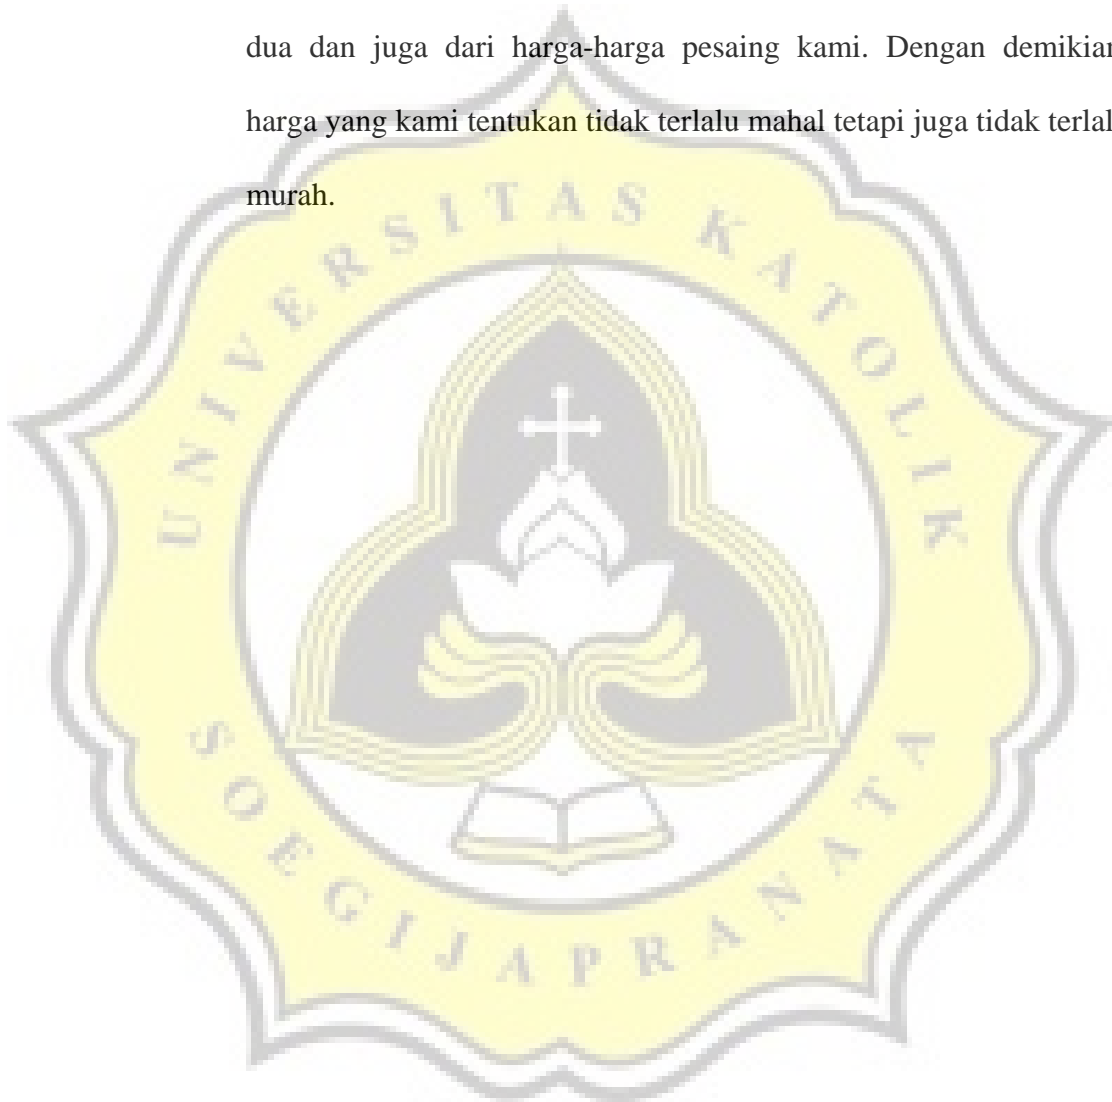 dua dan juga dari harga-harga pesaing kami. Dengan demikian
harga yang kami tentukan tidak terlalu mahal tetapi juga tidak terlal
murah.
UNIVERSITAS KATOLIK
SOEGIJAPRANATA